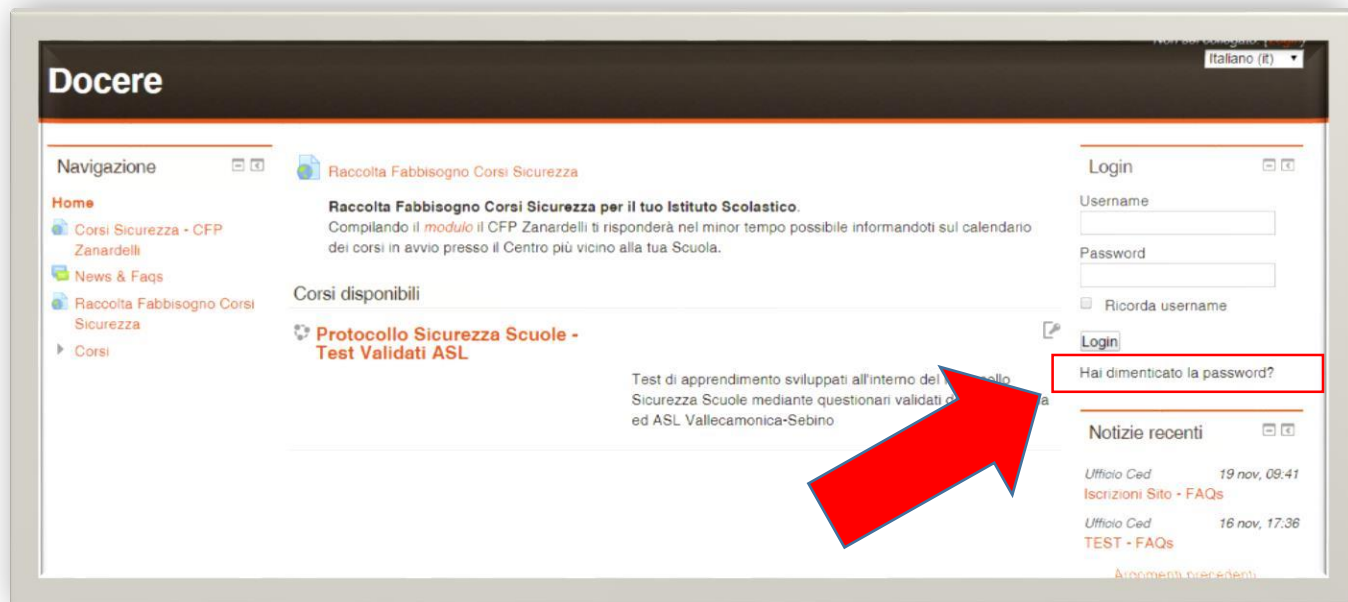 Italiano (it)
Docere
Navigazione
Home
Corsi Sicurezza - CFP
Zanardelli
News & Faqs
Raccolta Fabbisogno Corsi
Sicurezza
Corsi
Raccolta Fabbisogno Corsi Sicurezza
Raccolta Fabbisogno Corsi Sicurezza per il tuo Istituto Scolastico.
Compilando il modulo il CFP Zanardelli ti risponderà nel minor tempo possibile informandoti sul calendario
dei corsi in avvio presso il Centro più vicino alla tua Scuola.
Corsi disponibili
Protocollo Sicurezza Scuole -
Test Validati ASL
Test di apprendimento sviluppati all'interno del
Sicurezza Scuole mediante questionari validati
ed ASL Vallecamonica-Sebino
Login
Username
Password
Ricorda username
Login
Hai dimenticato la password?
Notizie recenti
Ufficio Ced 19 nov, 09:41
Iscrizioni Sito - FAQs
Ufficio Ced 16 nov, 17:36
TEST - FAQs